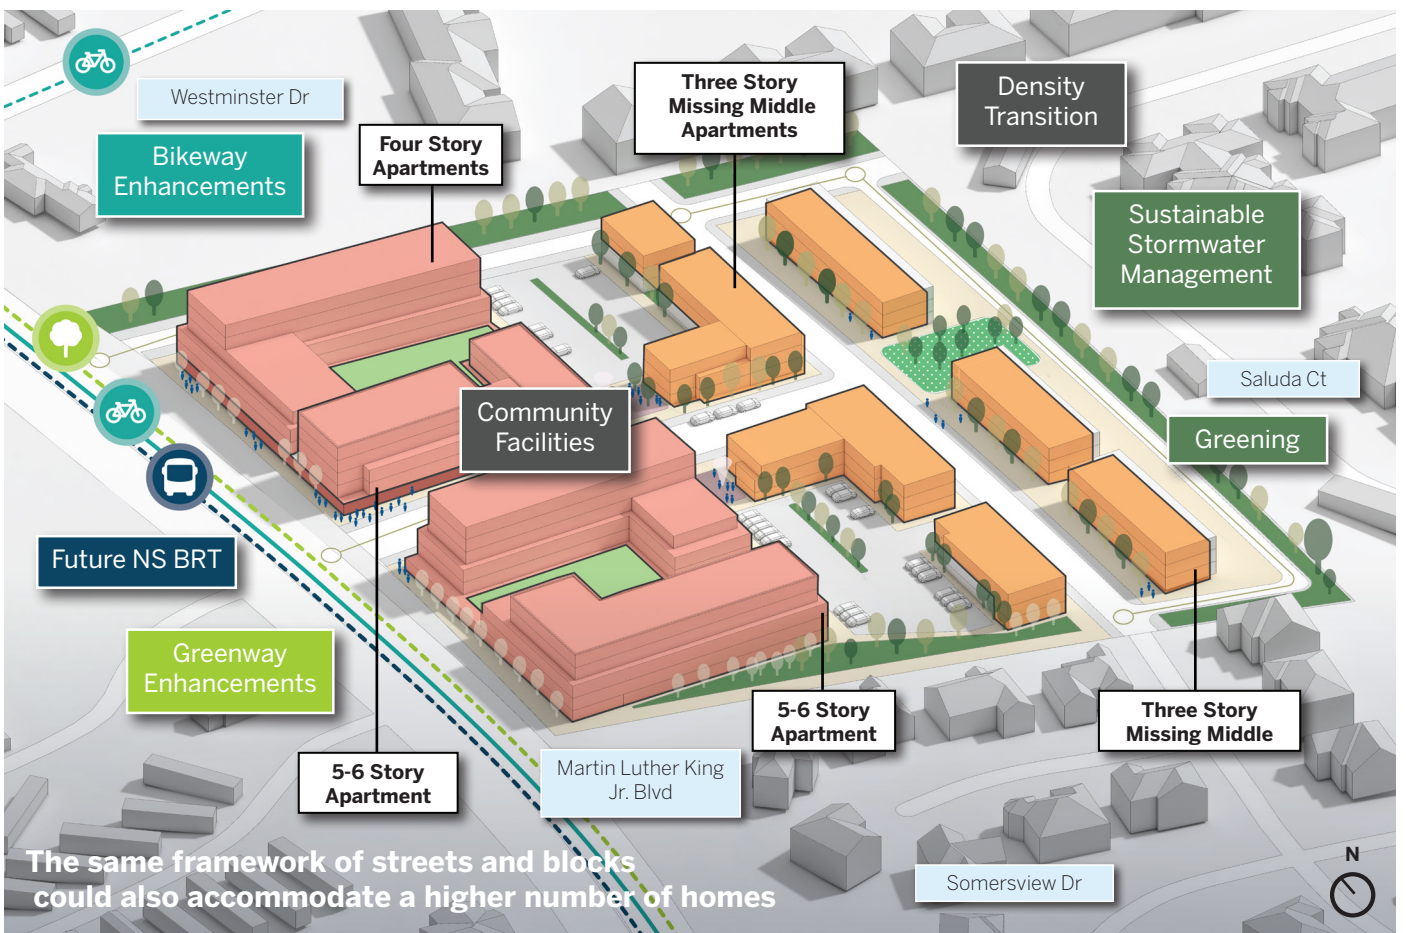 Westminster Dr
Bikeway
Enhancements
Four Story
Apartments
Three Story
Missing Middle
Apartments
Density
Transition
Sustainable
Stormwater
Management
Saluda Ct
Greening
Community
Facilities
Future NS BRT
Greenway
Enhancements
5-6 Story
Apartment
Martin Luther King
Jr. Blvd
5-6 Story
Apartment
Three Story
Missing Middle
Somersview Dr
N
The same framework of streets and blocks
could also accommodate a higher number of homes